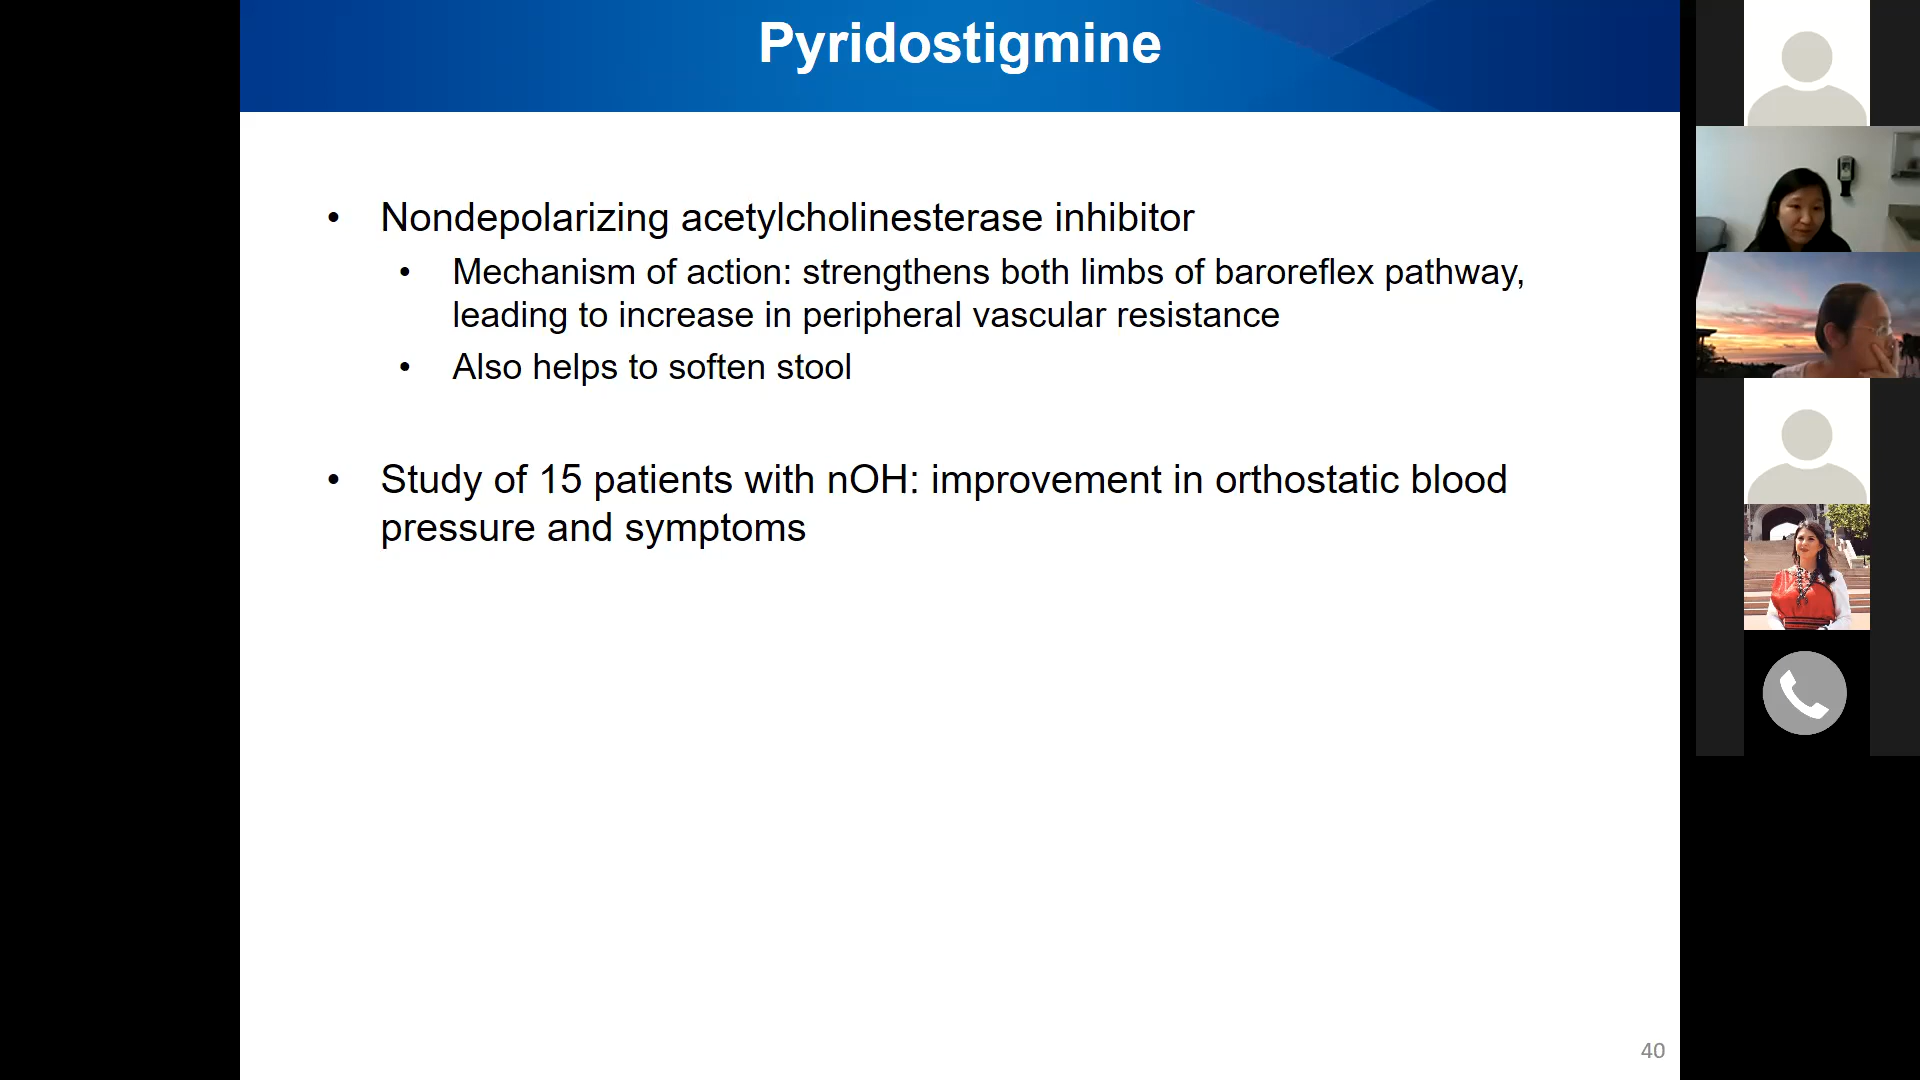 Pyridostigmine
• Nondepolarizing acetylcholinesterase inhibitor
• Mechanism of action: strengthens both limbs of baroreflex pathway,
leading to increase in peripheral vascular resistance
• Also helps to soften stool
• Study of 15 patients with nOH: improvement in orthostatic blood
pressure and symptoms
40